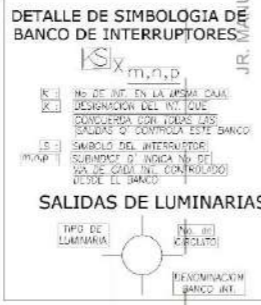 DETALLE DE SIMBOLOGIA DE
BANCO DE INTERRUPTORES
KS x m,n,p
K : No DE INT. EN LA MISMA CAJA
X : DESIGNACION DEL INT. QUE
CONCUERDA CON TODAS LAS
SALIDAS Q' CONTROLA ESTE BANCO
S : SIMBOLO DEL INTERRUPTOR
m,n,p : SUBINDICE Q' INDICA No DE
VIA DE CADA INT. CONTROLADO
DESDE EL BANCO
SALIDAS DE LUMINARIAS
TIPO DE
LUMINARIA
No. de
CIRCUITO
DENOMINACION
BANCO INT.
JR.